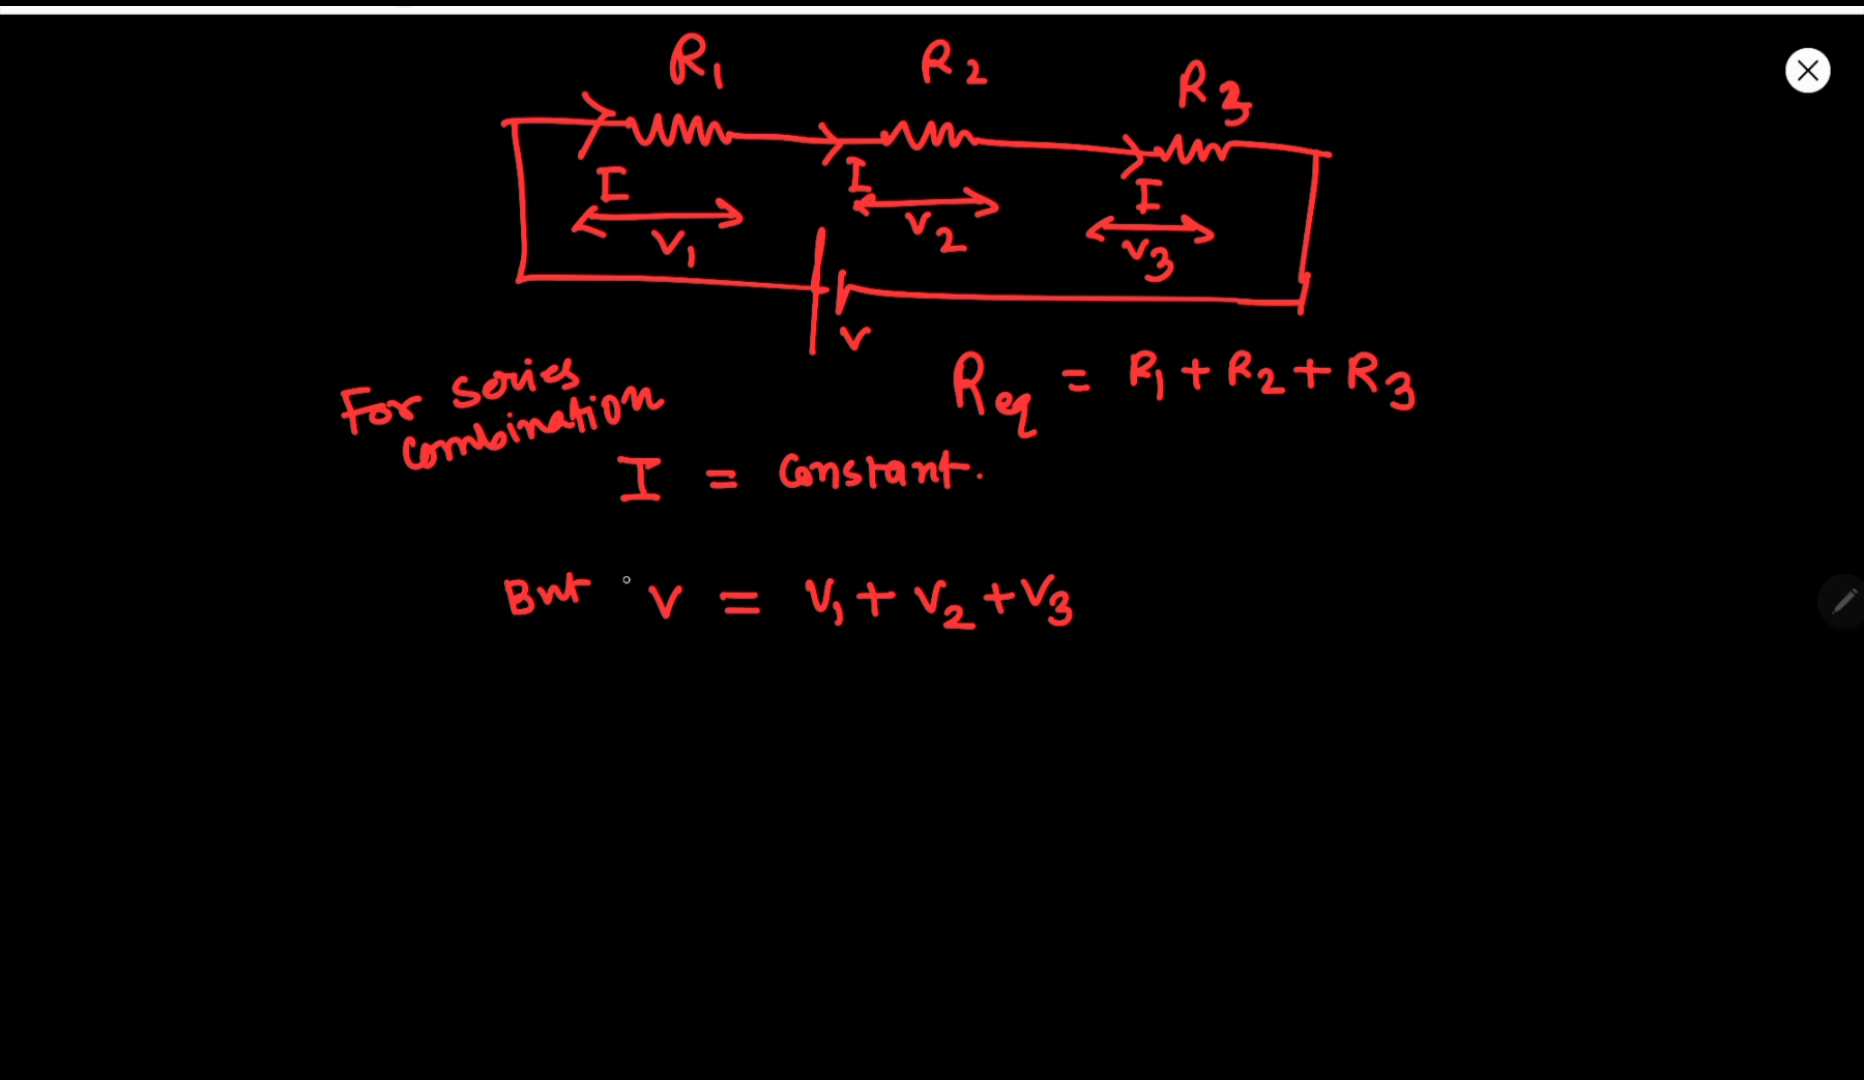 R₁ R₂ R₃
I I I
V₁ V₂ V₃
V
Req = R₁ + R₂ + R₃
For series
combination
I = Constant.
But V = V₁ + V₂ + V₃